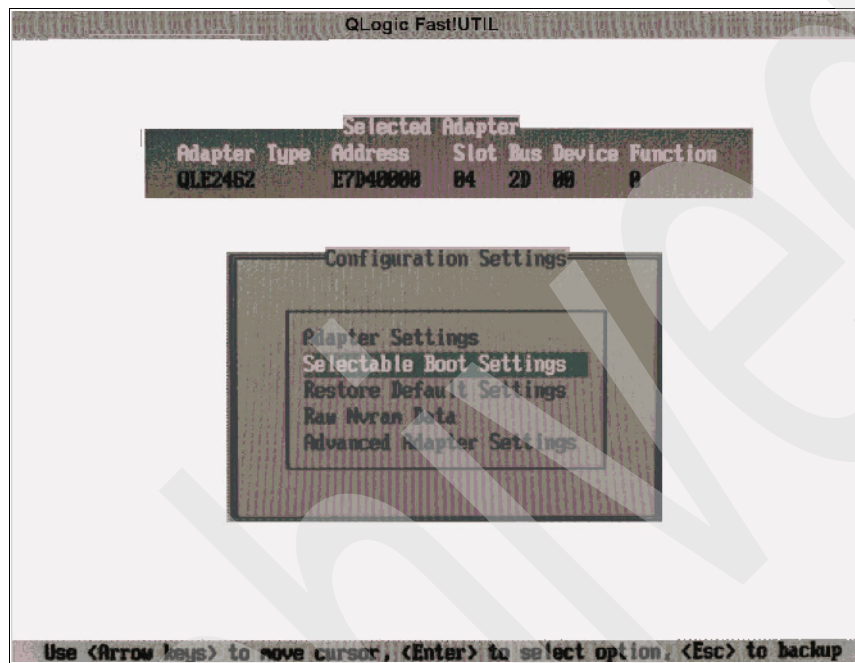 QLogic Fast!UTIL
Selected Adapter
Adapter Type Address Slot Bus Device Function
QLE2462 E7D40000 04 2D 00 0
Configuration Settings
Adapter Settings
Selectable Boot Settings
Restore Default Settings
Raw Nvram Data
Advanced Adapter Settings
Use <Arrow keys> to move cursor, <Enter> to select option, <Esc> to backup